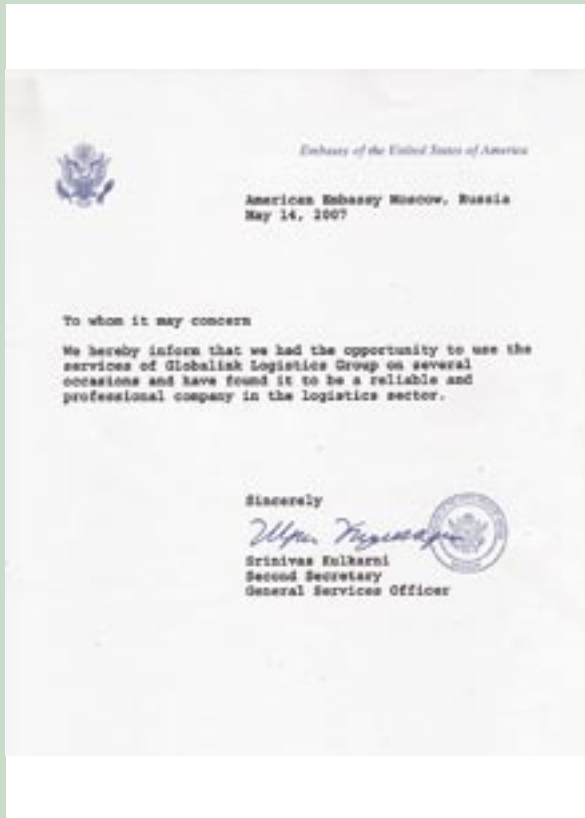 Embassy of the United States of America
American Embassy Moscow, Russia
May 14, 2007
To whom it may concern
We hereby inform that we had the opportunity to use the
services of Globalink Logistics Group on several
occasions and have found it to be a reliable and
professional company in the logistics sector.
Sincerely
Srinivas Kulkarni
Second Secretary
General Services Officer